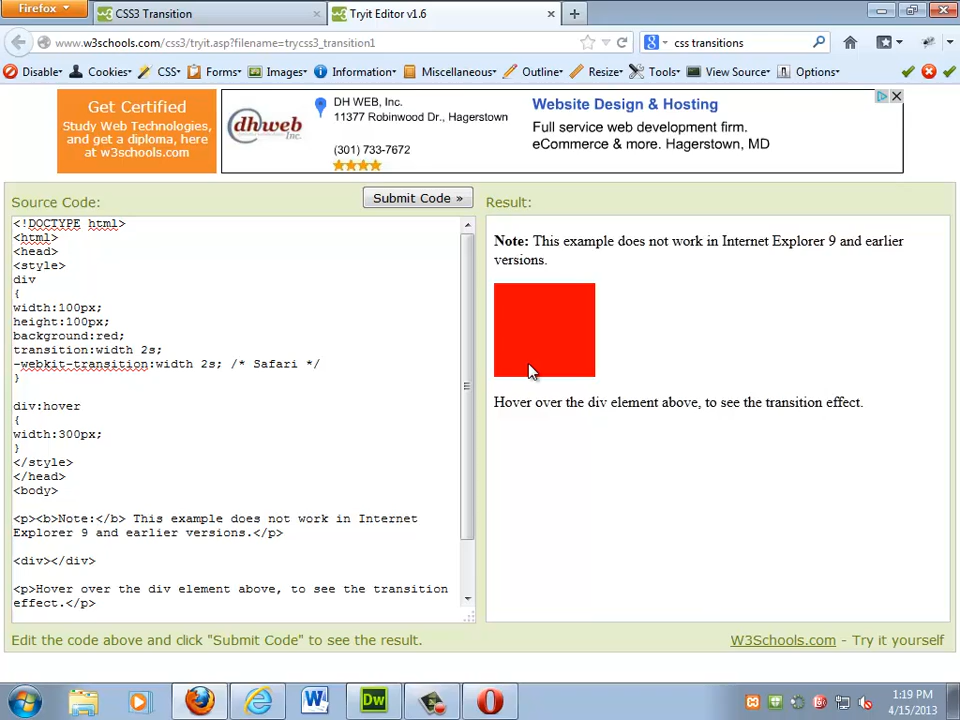 Firefox
CSS3 Transition
Tryit Editor v1.6
www.w3schools.com/css3/tryit.asp?filename=trycss3_transition1
css transitions
Disable
Cookies
CSS
Forms
Images
Information
Miscellaneous
Outline
Resize
Tools
View Source
Options
Get Certified
Study Web Technologies,
and get a diploma, here
at w3schools.com
dhweb
Inc.
DH WEB, Inc.
11377 Robinwood Dr., Hagerstown
(301) 733-7672
Website Design & Hosting
Full service web development firm.
eCommerce & more. Hagerstown, MD
Source Code:
Submit Code »
Result:
<!DOCTYPE html>
<html>
<head>
<style>
div
{
width:100px;
height:100px;
background:red;
transition:width 2s;
-webkit-transition:width 2s; /* Safari */
}
div:hover
{
width:300px;
}
</style>
</head>
<body>
<p><b>Note:</b> This example does not work in Internet
Explorer 9 and earlier versions.</p>
<div></div>
<p>Hover over the div element above, to see the transition
effect.</p>
Note: This example does not work in Internet Explorer 9 and earlier
versions.
Hover over the div element above, to see the transition effect.
Edit the code above and click "Submit Code" to see the result.
W3Schools.com - Try it yourself
1:19 PM
4/15/2013